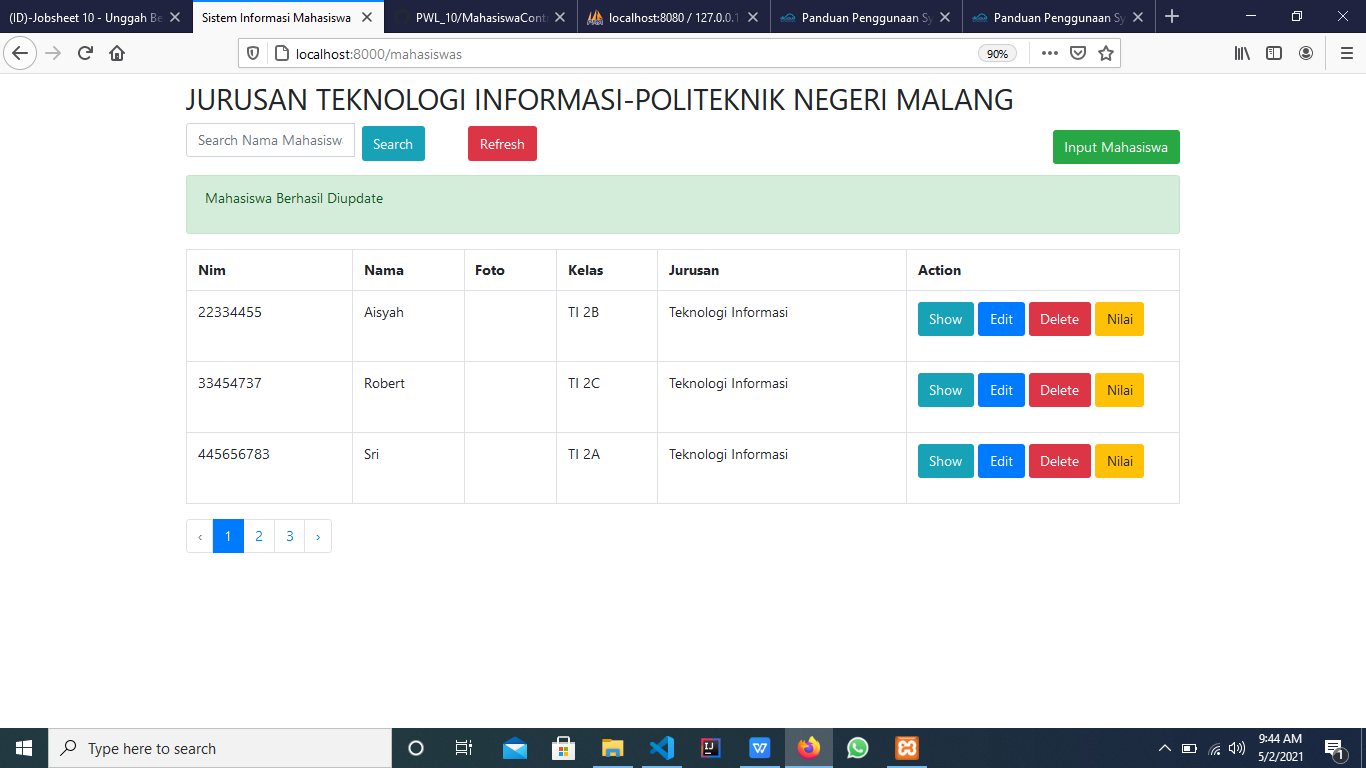 (ID)-Jobsheet 10 - Unggah Be
Sistem Informasi Mahasiswa
PWL_10/MahasiswaCont
localhost:8080 / 127.0.0.1
Panduan Penggunaan Sy
Panduan Penggunaan Sy
localhost:8000/mahasiswas
90%
JURUSAN TEKNOLOGI INFORMASI-POLITEKNIK NEGERI MALANG
Search Nama Mahasisw
Search
Refresh
Input Mahasiswa
Mahasiswa Berhasil Diupdate
Nim Nama Foto Kelas Jurusan Action
22334455 Aisyah TI 2B Teknologi Informasi Show Edit Delete Nilai
33454737 Robert TI 2C Teknologi Informasi Show Edit Delete Nilai
445656783 Sri TI 2A Teknologi Informasi Show Edit Delete Nilai
‹ 1 2 3 ›
Type here to search
9:44 AM
5/2/2021
1